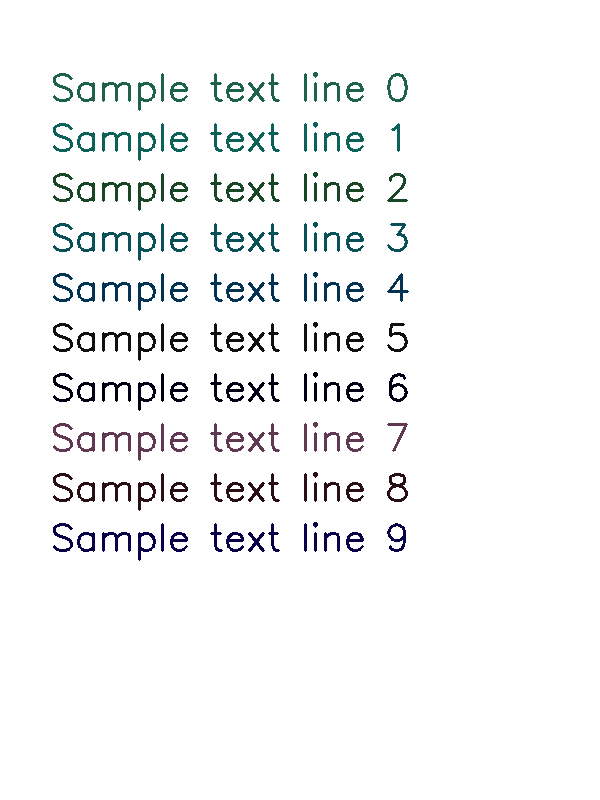 Sample text line 0
Sample text line 1
Sample text line 2
Sample text line 3
Sample text line 4
Sample text line 5
Sample text line 6
Sample text line 7
Sample text line 8
Sample text line 9